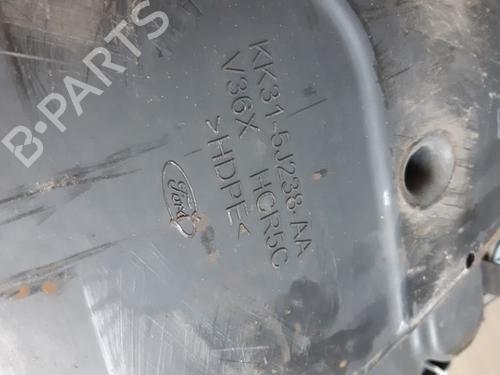 B-PARTS
KK31-5J238-AA
V36X HCR5C
>HDPE<
Ford